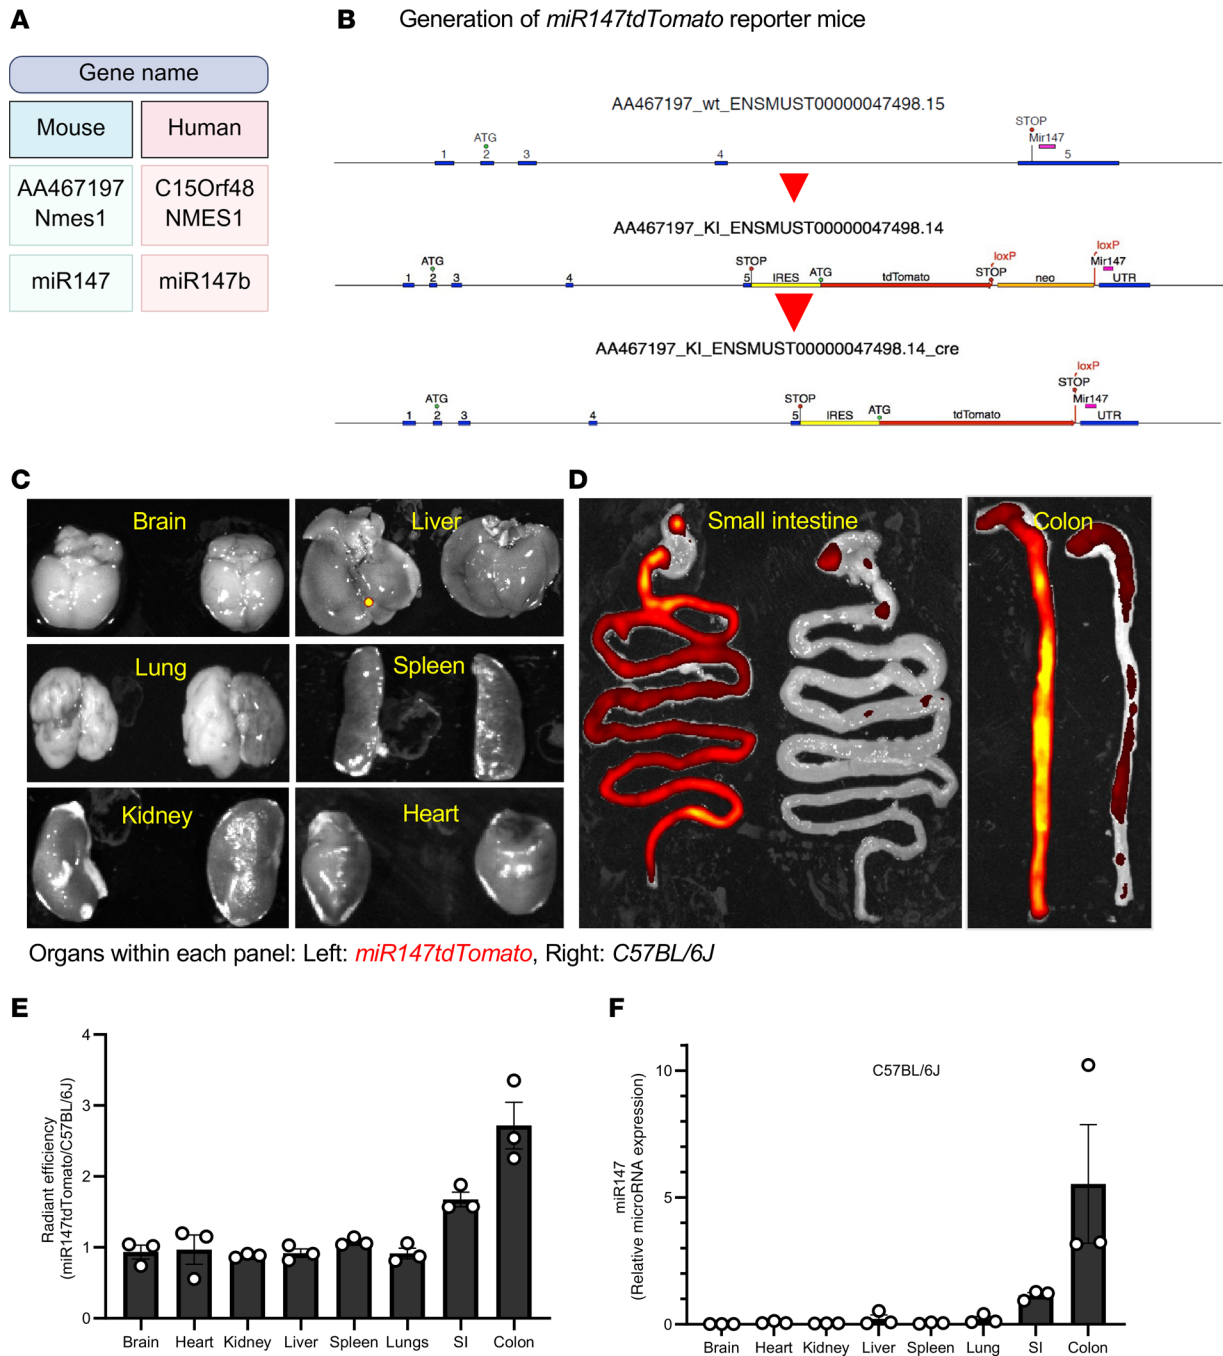 A
Gene name
Mouse
Human
AA467197
Nmes1
C15Orf48
NMES1
miR147
miR147b
B
Generation of miR147tdTomato reporter mice
AA467197_wt_ENSMUST00000047498.15
STOP
ATG
Mir147
1 2 3 4 5
AA467197_KI_ENSMUST00000047498.14
loxP loxP
ATG STOP ATG STOP Mir147
1 2 3 4 5 IRES tdTomato neo UTR
AA467197_KI_ENSMUST00000047498.14_cre
loxP
STOP
ATG STOP ATG Mir147
1 2 3 4 5 IRES tdTomato UTR
C
Brain
Liver
Lung
Spleen
Kidney
Heart
D
Small intestine
Colon
Organs within each panel: Left: miR147tdTomato, Right: C57BL/6J
E
Radiant efficiency
(miR147tdTomato/C57BL/6J)
4
3
2
1
0
Brain Heart Kidney Liver Spleen Lungs SI Colon
F
C57BL/6J
miR147
(Relative microRNA expression)
10
5
0
Brain Heart Kidney Liver Spleen Lung SI Colon